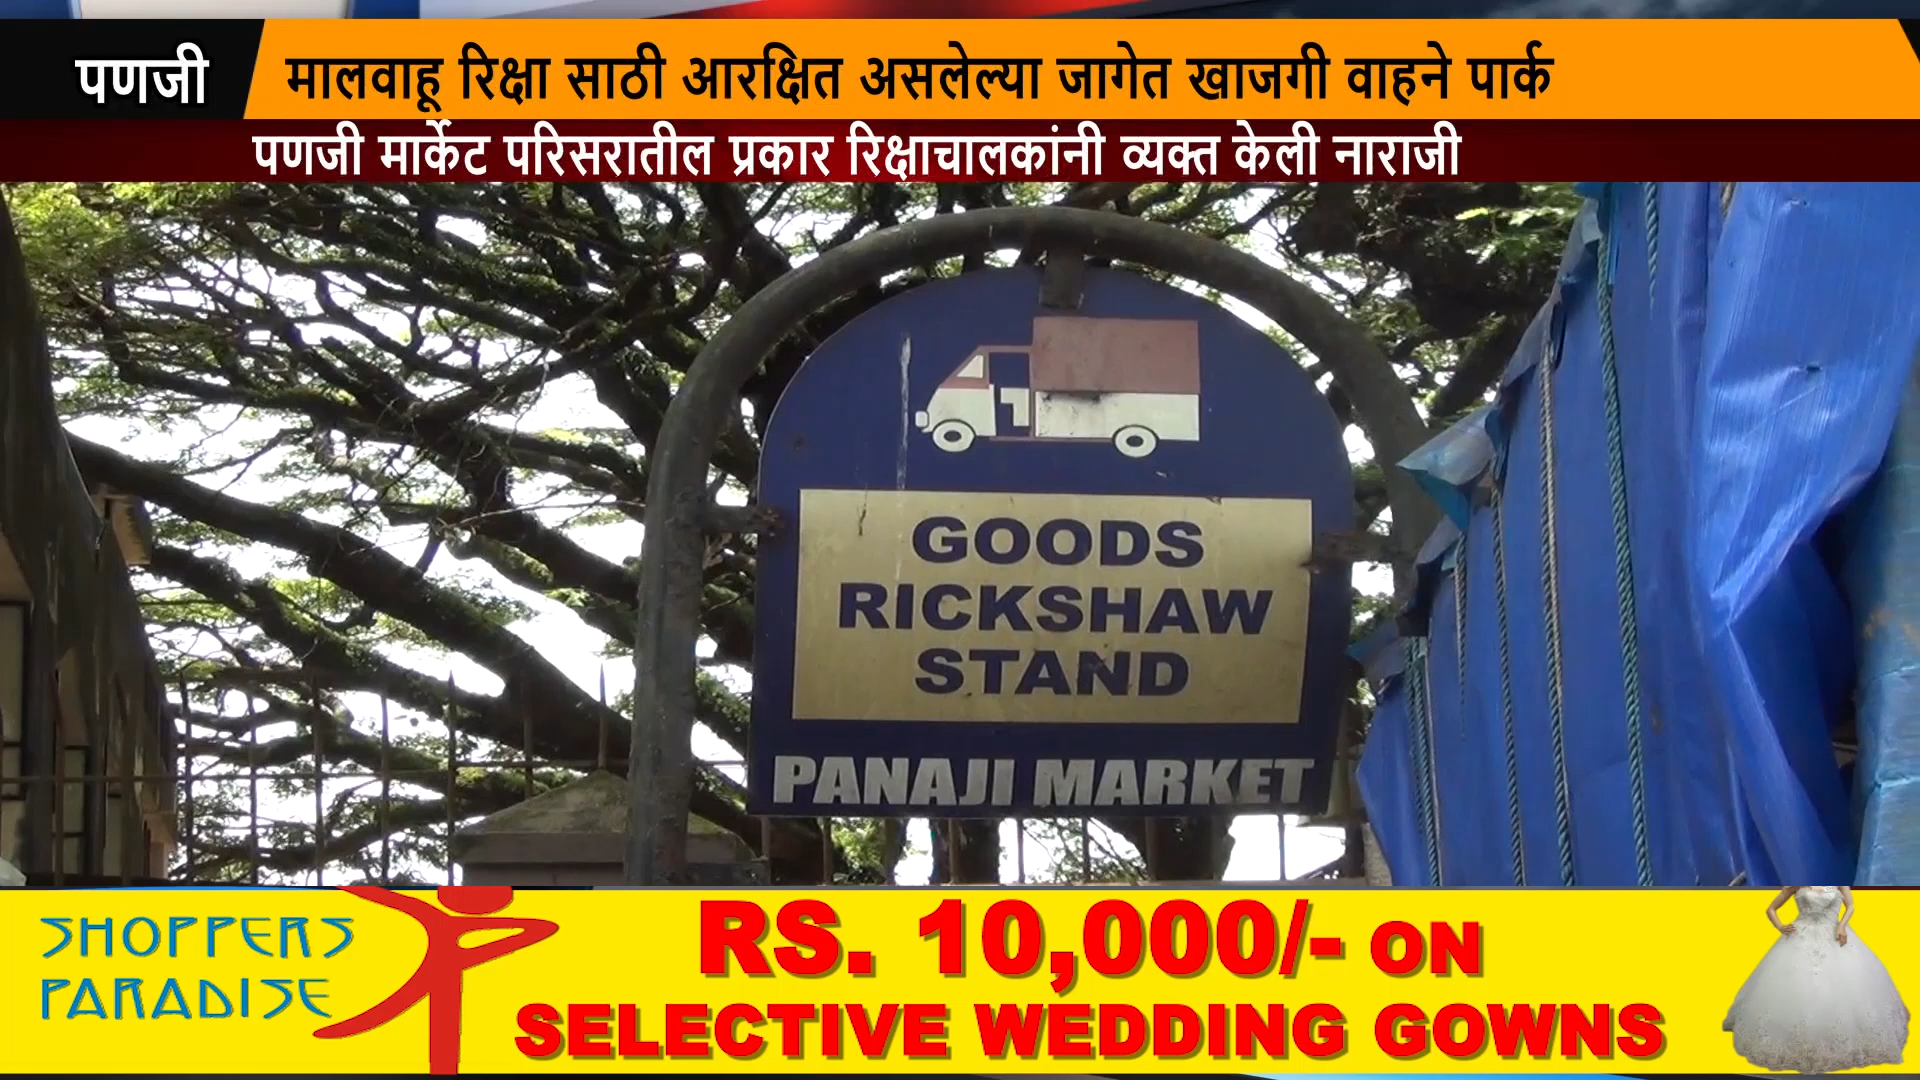 पणजी
मालवाहू रिक्षा साठी आरक्षित असलेल्या जागेत खाजगी वाहने पार्क
पणजी मार्केट परिसरातील प्रकार रिक्षाचालकांनी व्यक्त केली नाराजी
GOODS
RICKSHAW
STAND
PANAJI MARKET
SHOPPERS
PARADISE
RS. 10,000/- ON
SELECTIVE WEDDING GOWNS